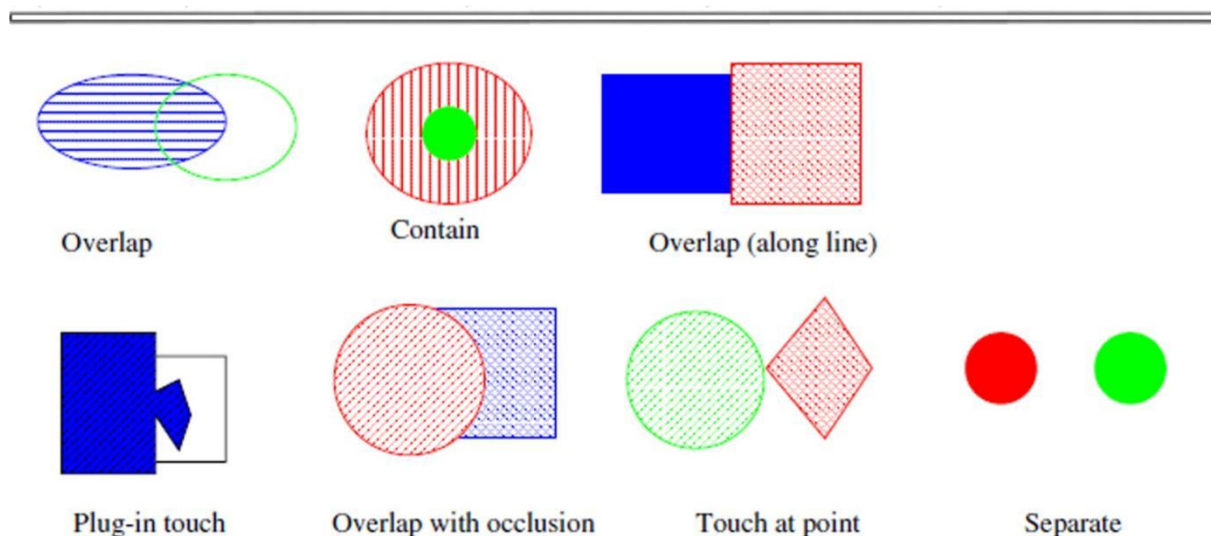 Overlap
Contain
Overlap (along line)
Plug-in touch
Overlap with occlusion
Touch at point
Separate